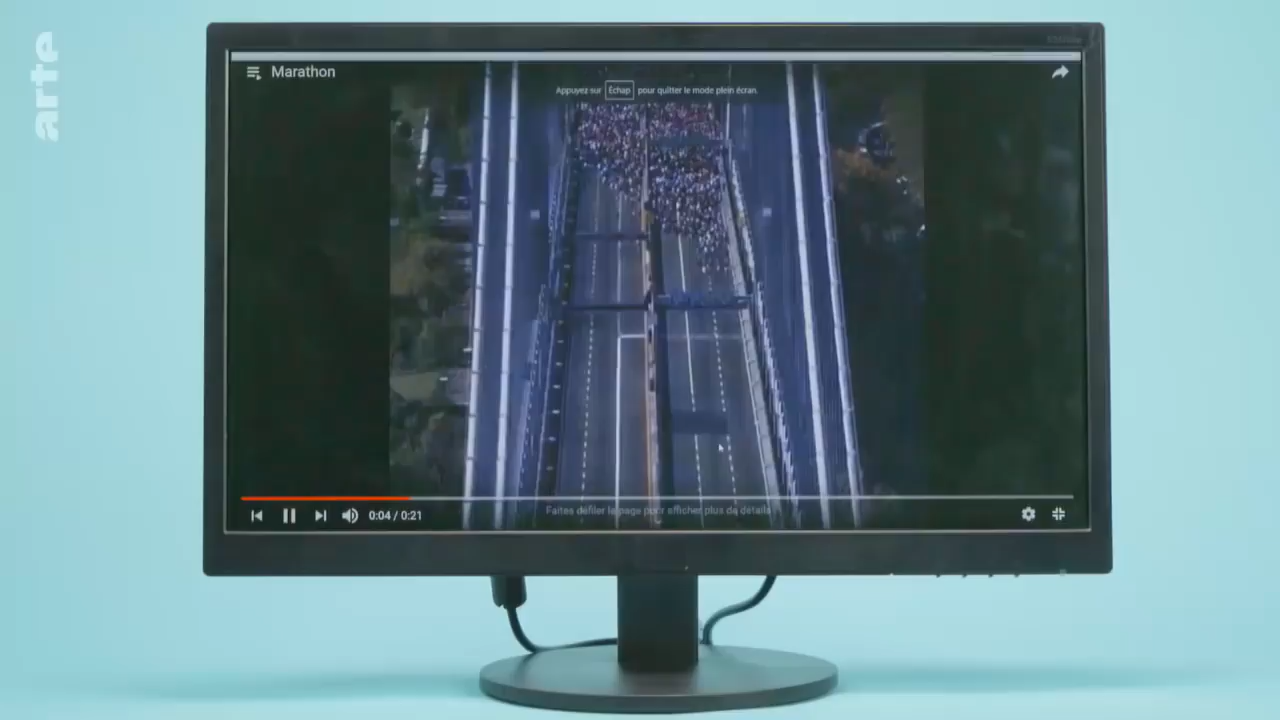 arte
Marathon
Appuyez sur Échap pour quitter le mode plein écran.
0:04 / 0:21
Faites défiler la page pour afficher plus de détails